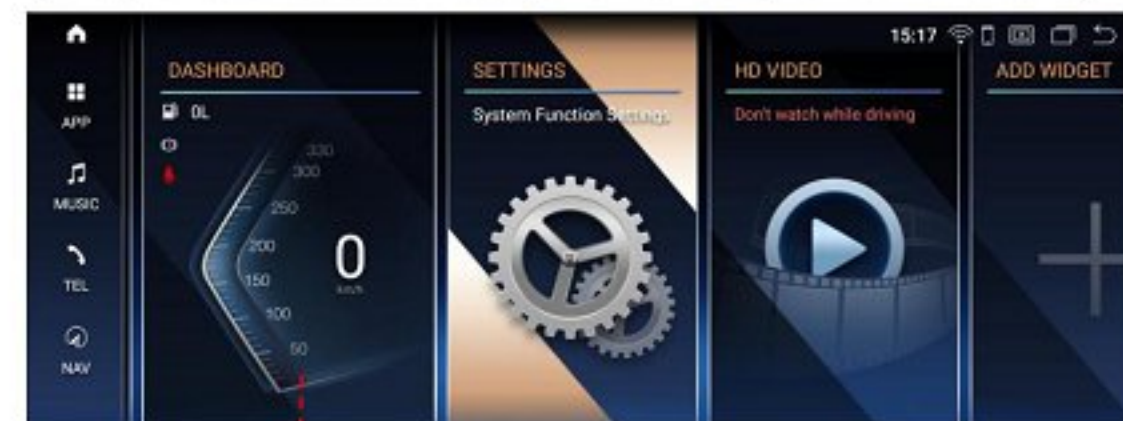 15:17
APP
MUSIC
TEL
NAV
DASHBOARD
0L
330
300
250
200
150
100
50
0
km/h
SETTINGS
System Function Settings
HD VIDEO
Don't watch while driving
ADD WIDGET